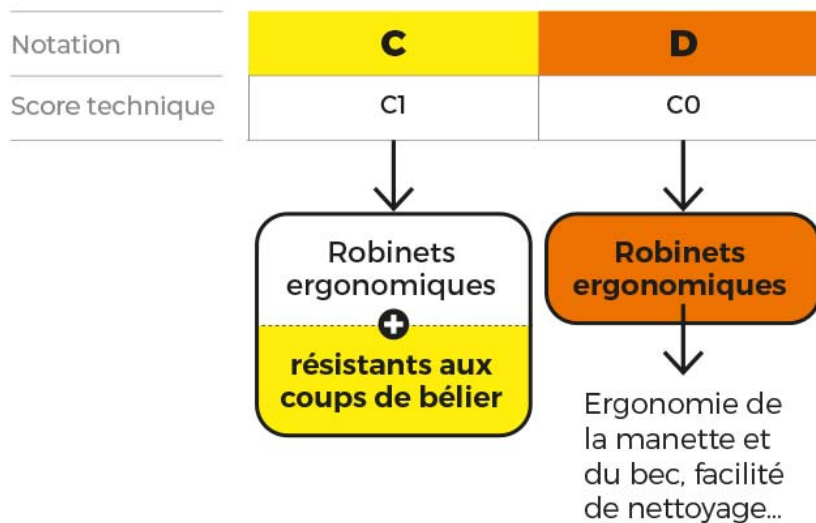 Notation C D
Score technique C1 C0
Robinets
ergonomiques
+
résistants aux
coups de bélier
Robinets
ergonomiques
Ergonomie de
la manette et
du bec, facilité
de nettoyage...